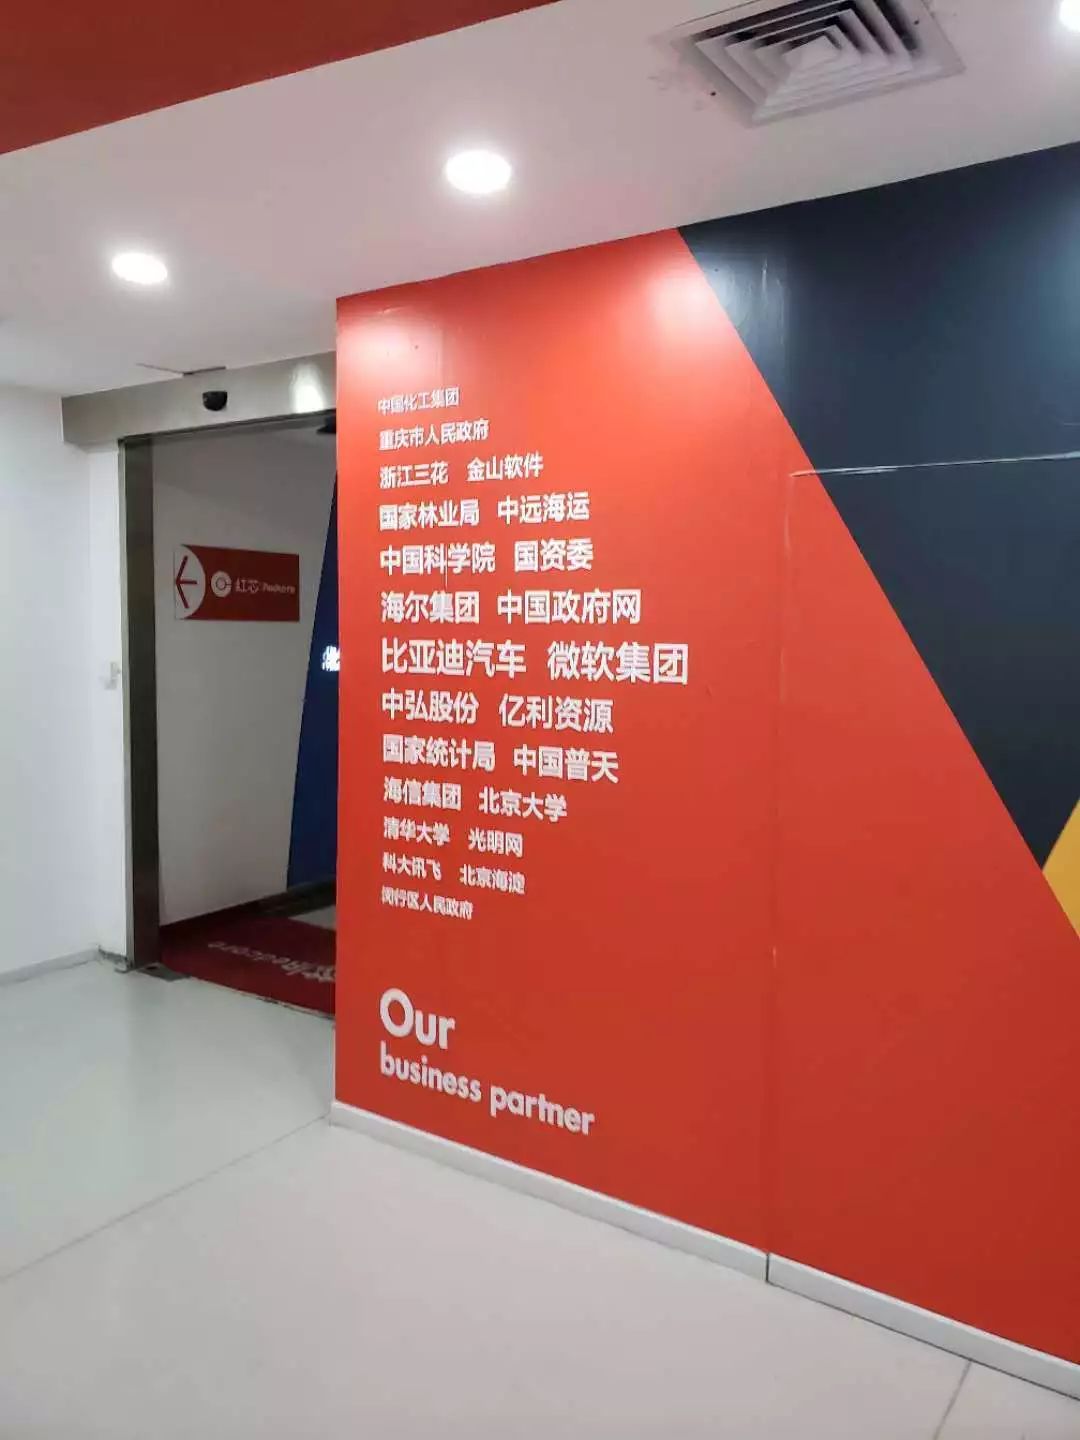 中国化工集团
重庆市人民政府
浙江三花 金山软件
国家林业局 中远海运
中国科学院 国资委
海尔集团 中国政府网
比亚迪汽车 微软集团
中弘股份 亿利资源
国家统计局 中国普天
海信集团 北京大学
清华大学 光明网
科大讯飞 北京海淀
闵行区人民政府
Our
business partner
紅芯 Redcore
Redcore